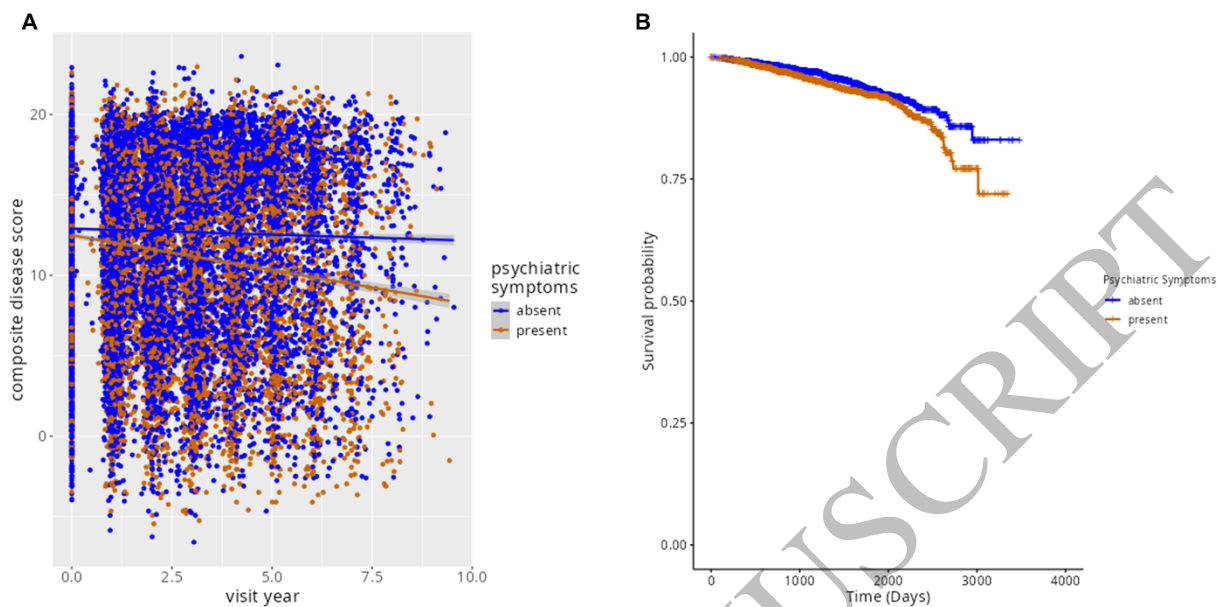 A
composite disease score
20
10
0
0.0 2.5 5.0 7.5 10.0
visit year
psychiatric
symptoms
absent
present
B
Survival probability
1.00
0.75
0.50
0.25
0.00
0 1000 2000 3000 4000
Time (Days)
Psychiatric Symptoms
absent
present
USCRIPT